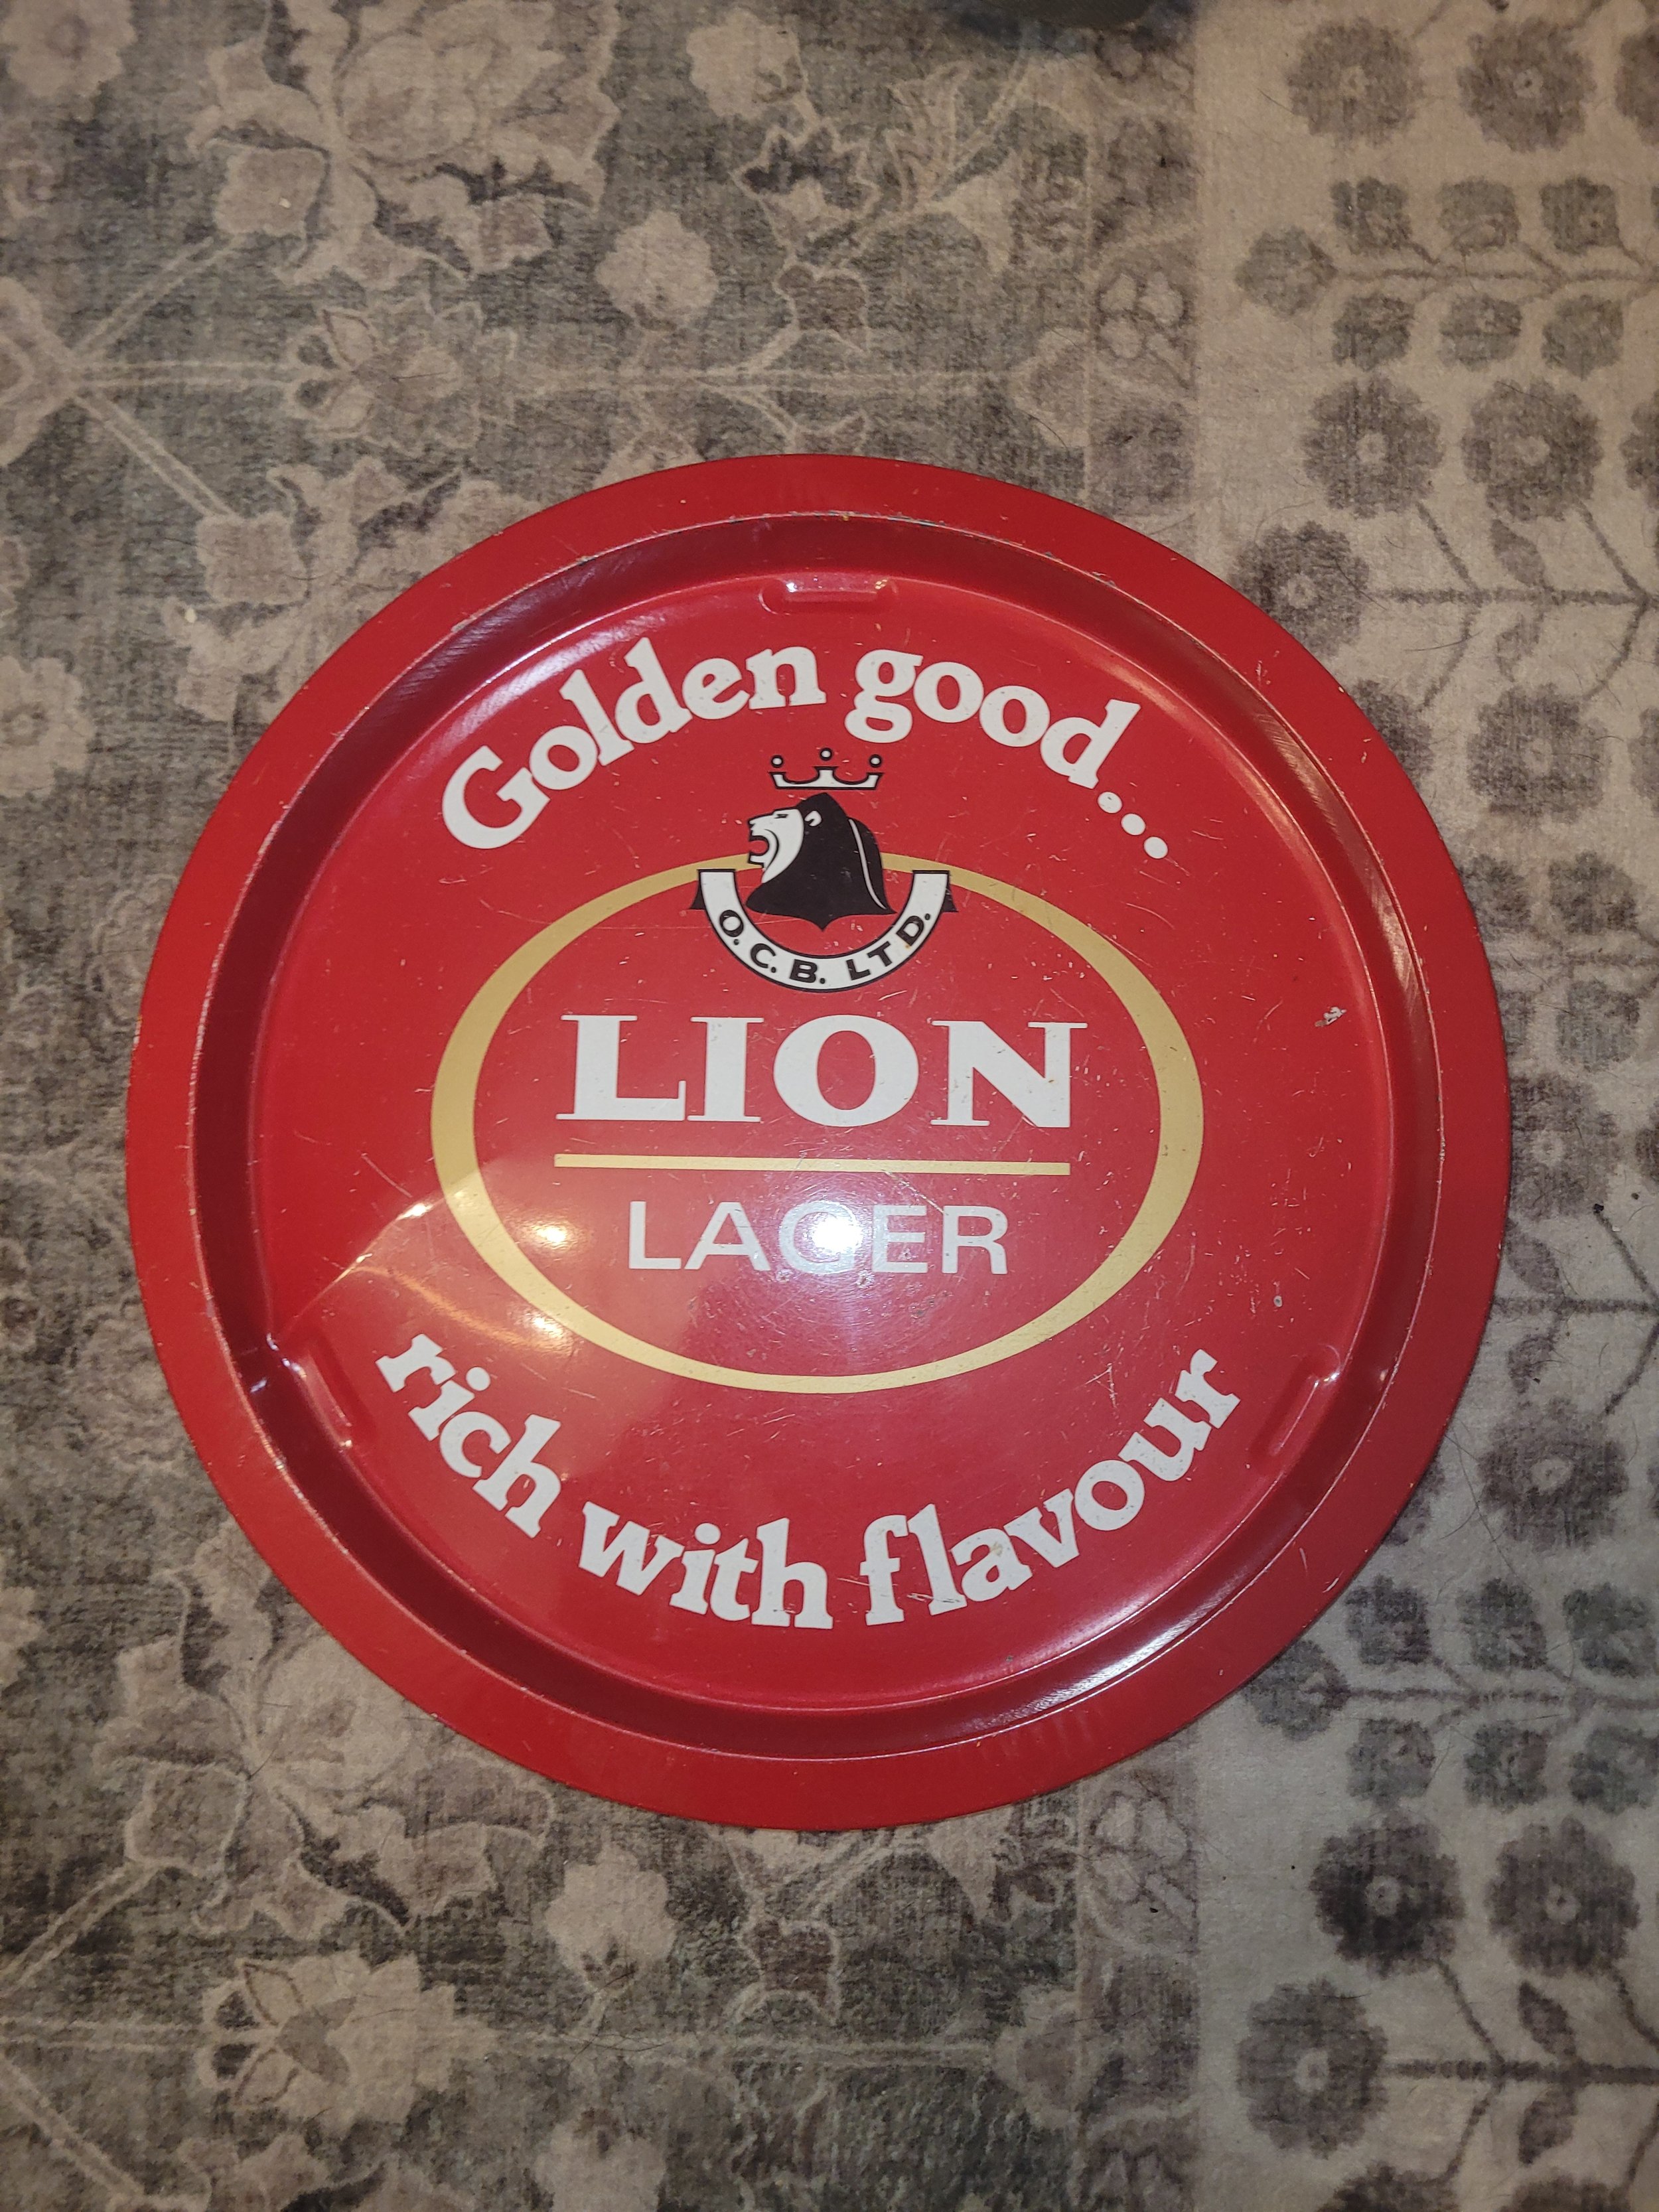 Golden good...
O.C.B. LTD.
LION
LAGER
rich with flavour